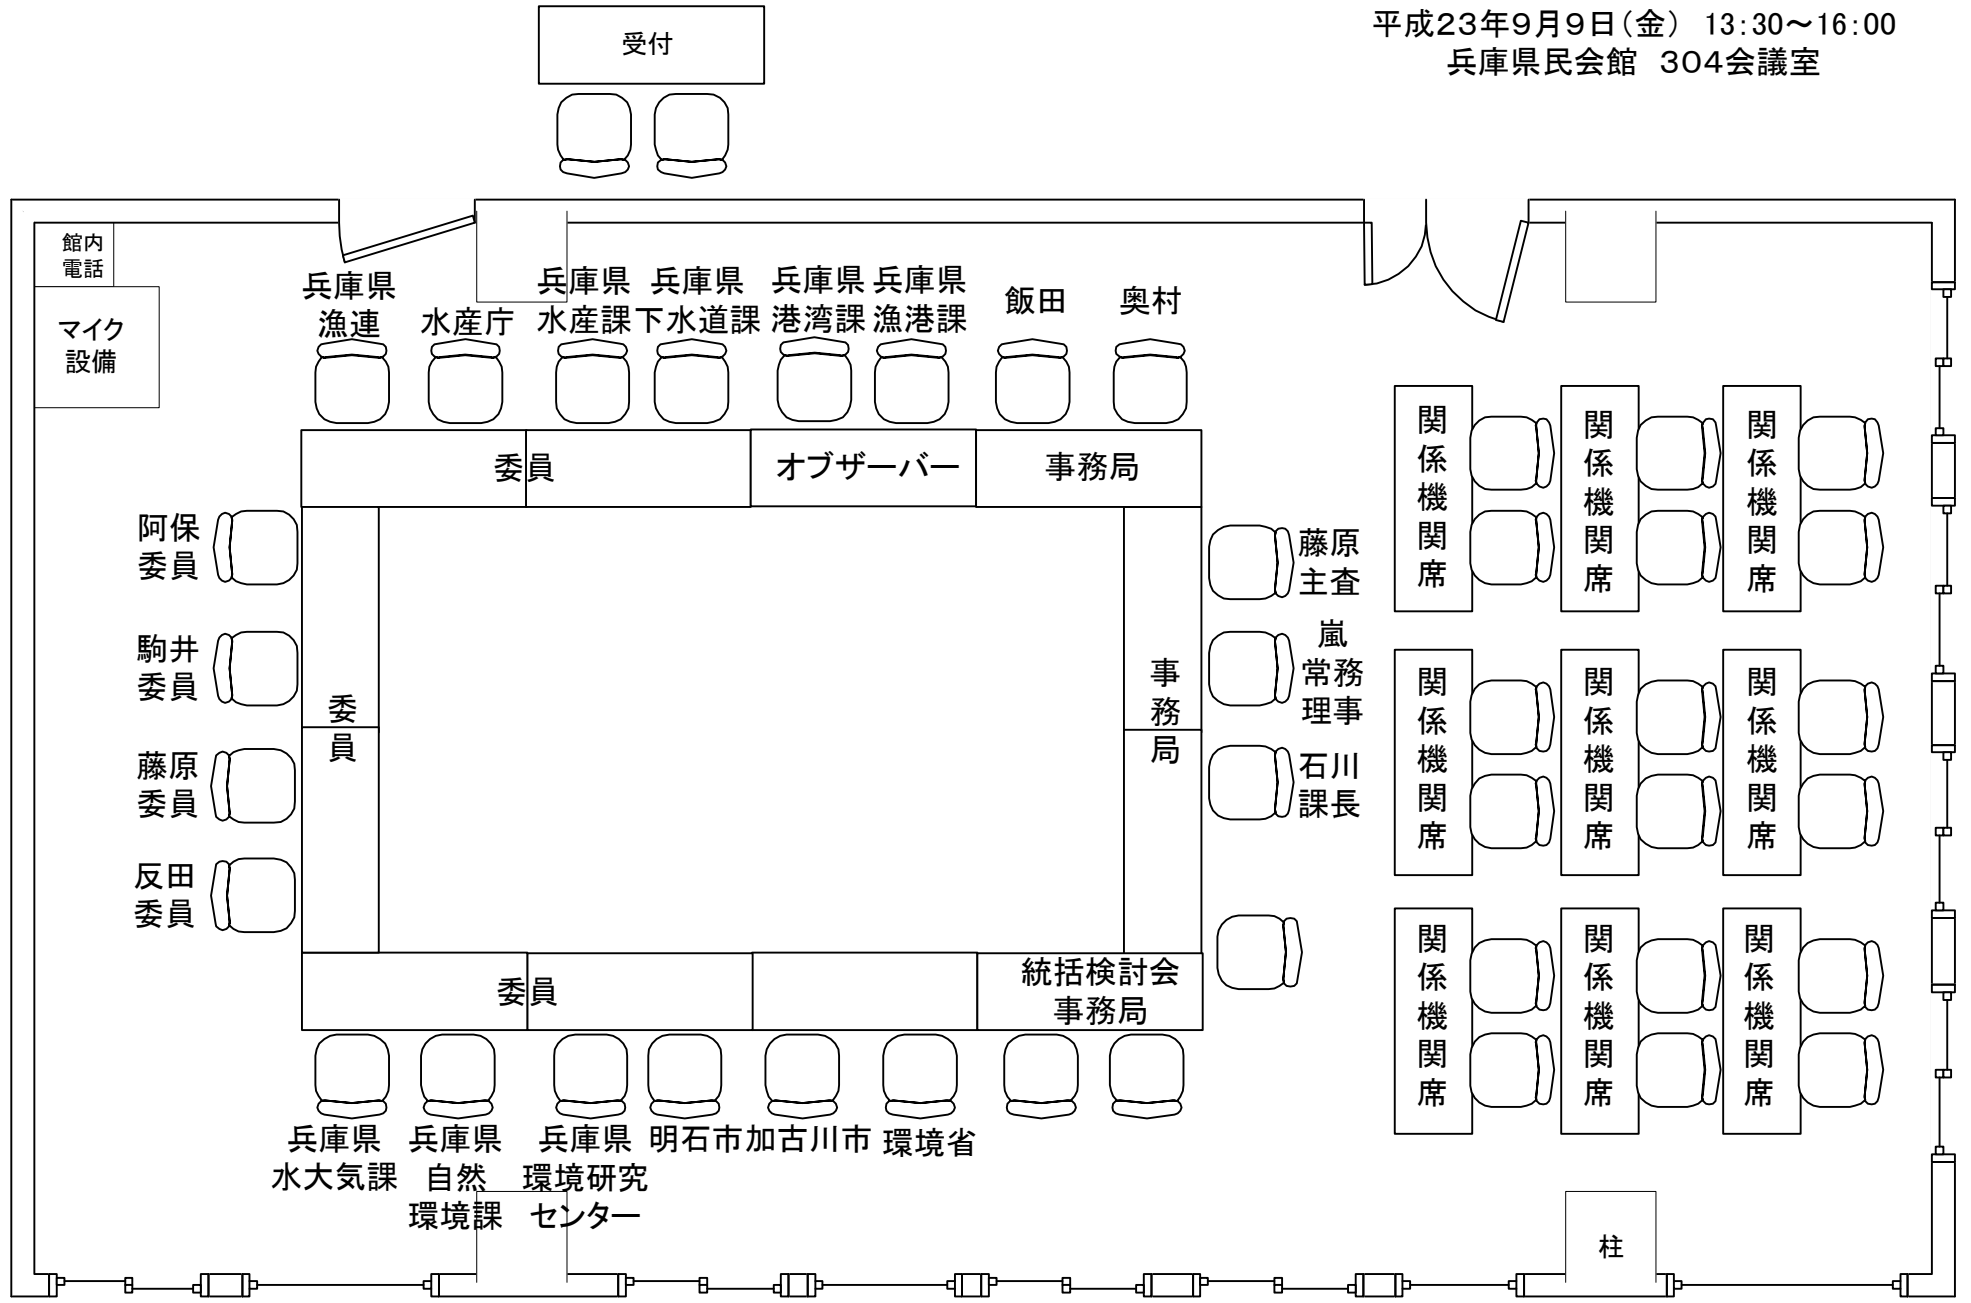 平成23年9月9日(金) 13:30～16:00
兵庫県民会館 304会議室
受付
館内
電話
マイク
設備
兵庫県
漁連
水産庁
兵庫県
水産課
兵庫県
下水道課
兵庫県
港湾課
兵庫県
漁港課
飯田
奥村
委員
オブザーバー
事務局
阿保
委員
駒井
委員
藤原
委員
反田
委員
委員
事務局
藤原
主査
嵐
常務
理事
石川
課長
委員
統括検討会
事務局
兵庫県
水大気課
兵庫県
自然
環境課
兵庫県
環境研究
センター
明石市
加古川市
環境省
関係機関席
関係機関席
関係機関席
関係機関席
関係機関席
関係機関席
関係機関席
関係機関席
関係機関席
柱